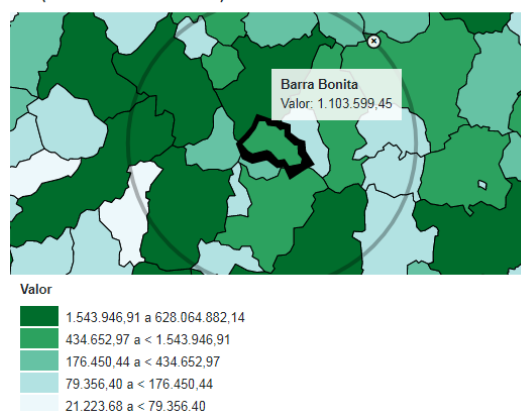 Barra Bonita
Valor: 1.103.599,45
Valor
1.543.946,91 a 628.064.882,14
434.652,97 a < 1.543.946,91
176.450,44 a < 434.652,97
79.356,40 a < 176.450,44
21.223,68 a < 79.356,40